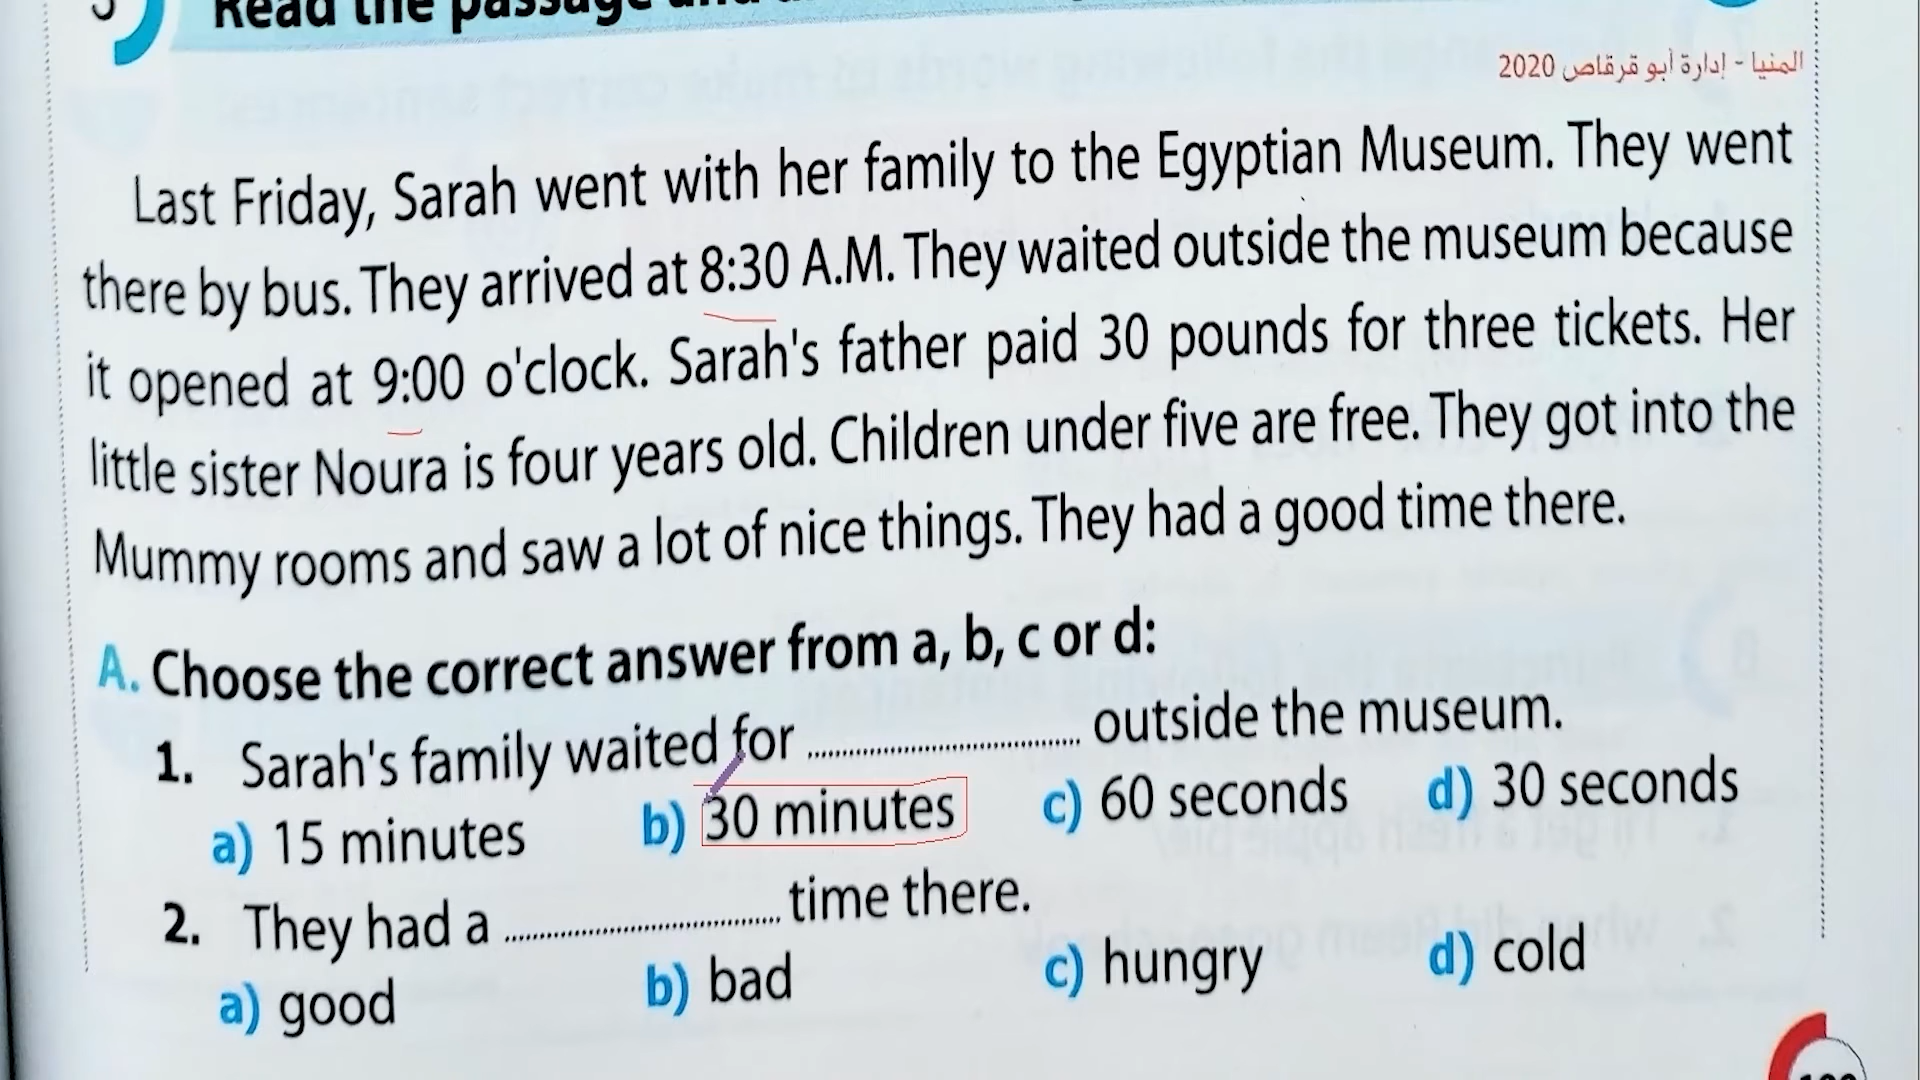 Read the passage and
المنيا - إدارة أبو قرقاص 2020
Last Friday, Sarah went with her family to the Egyptian Museum. They went
there by bus. They arrived at 8:30 A.M. They waited outside the museum because
it opened at 9:00 o'clock. Sarah's father paid 30 pounds for three tickets. Her
little sister Noura is four years old. Children under five are free. They got into the
Mummy rooms and saw a lot of nice things. They had a good time there.
A. Choose the correct answer from a, b, c or d:
1. Sarah's family waited for .................... outside the museum.
a) 15 minutes b) 30 minutes c) 60 seconds d) 30 seconds
2. They had a .................... time there.
a) good b) bad c) hungry d) cold